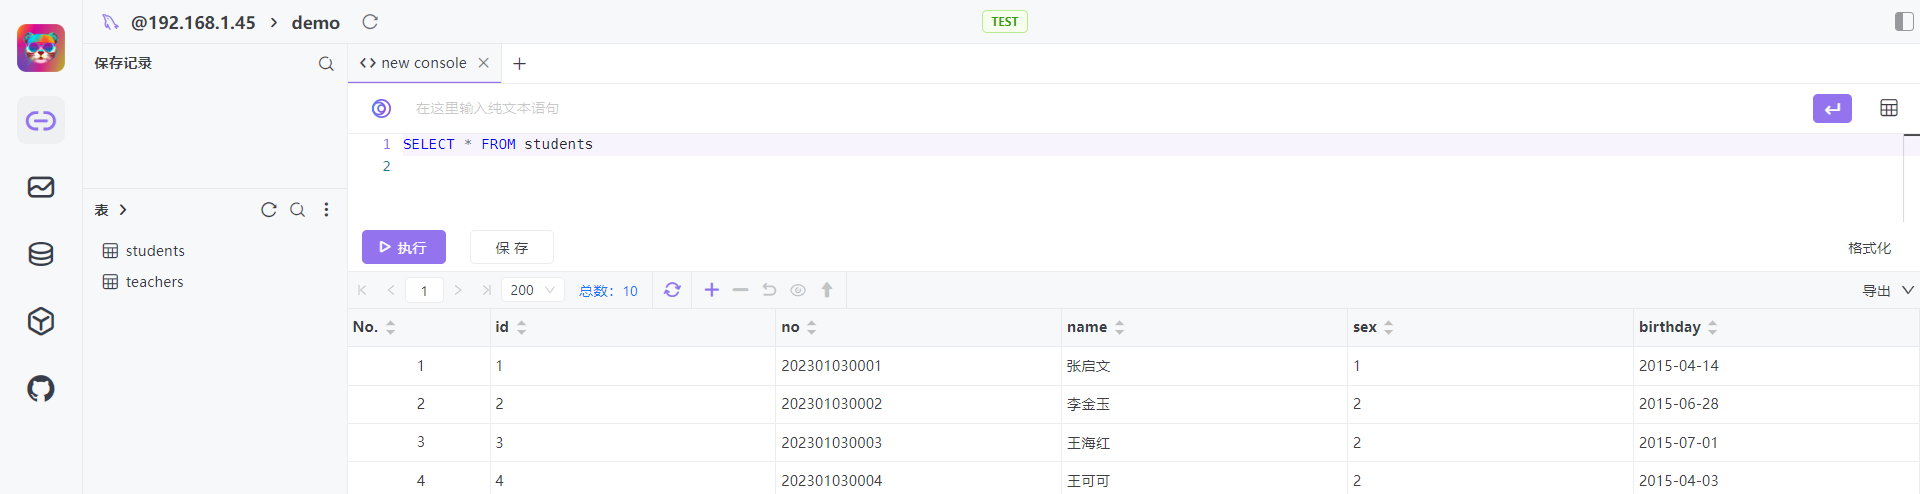 @192.168.1.45 > demo
TEST
保存记录
new console
在这里输入纯文本语句
1 SELECT * FROM students
2
表
students
teachers
执行
保 存
格式化
1
200
总数：10
导出
No. id no name sex birthday
1 1 202301030001 张启文 1 2015-04-14
2 2 202301030002 李金玉 2 2015-06-28
3 3 202301030003 王海红 2 2015-07-01
4 4 202301030004 王可可 2 2015-04-03